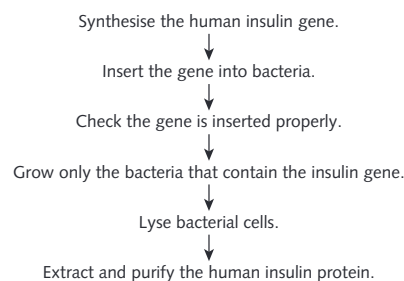 Synthesise the human insulin gene.
Insert the gene into bacteria.
Check the gene is inserted properly.
Grow only the bacteria that contain the insulin gene.
Lyse bacterial cells.
Extract and purify the human insulin protein.